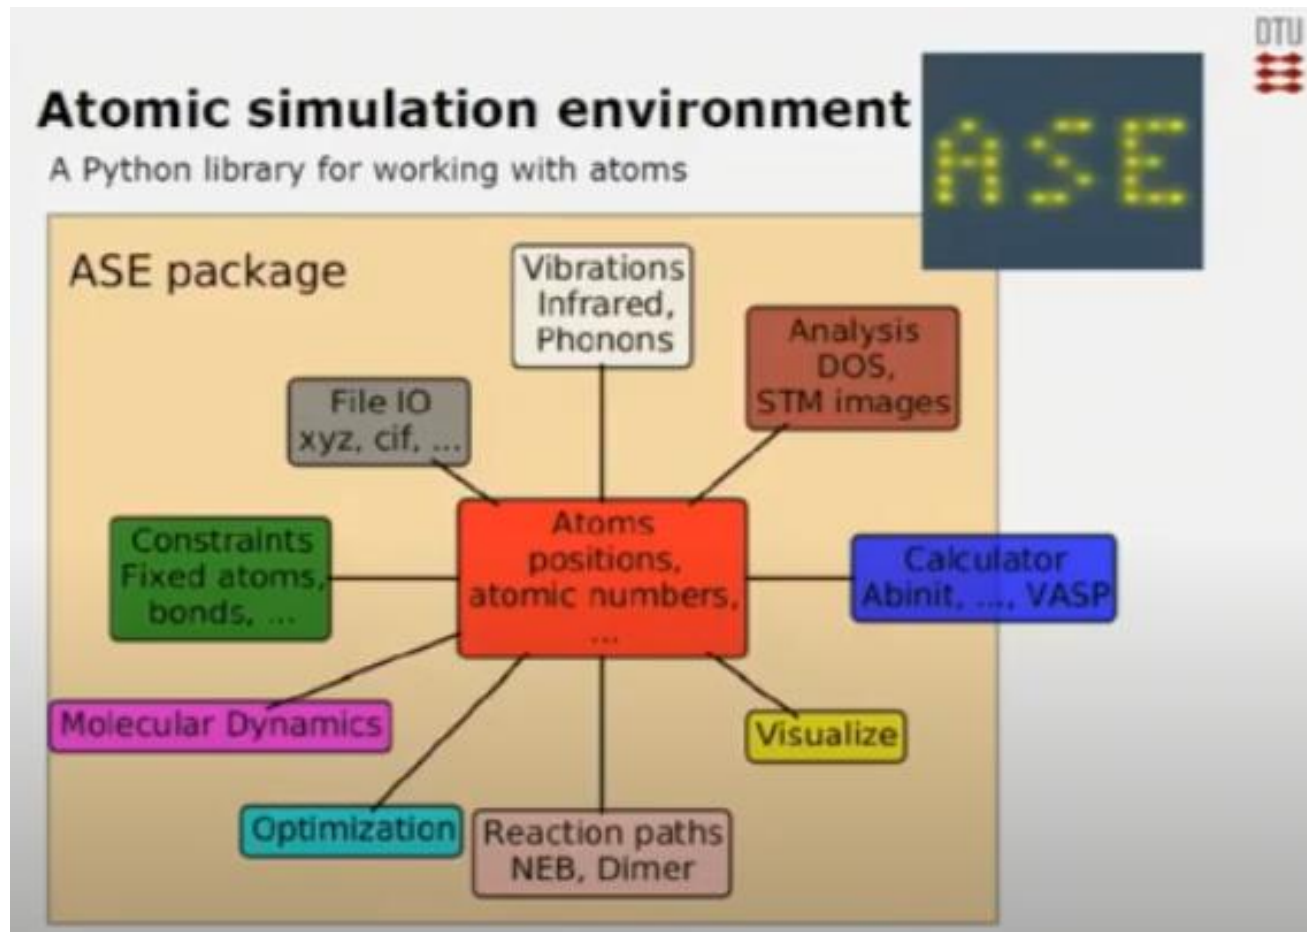 DTU
Atomic simulation environment
ASE
A Python library for working with atoms
ASE package
Vibrations
Infrared,
Phonons
Analysis
DOS,
STM images
File IO
xyz, cif, ...
Atoms
positions,
atomic numbers,
...
Constraints
Fixed atoms,
bonds, ...
Calculator
Abinit, ..., VASP
Molecular Dynamics
Visualize
Optimization
Reaction paths
NEB, Dimer